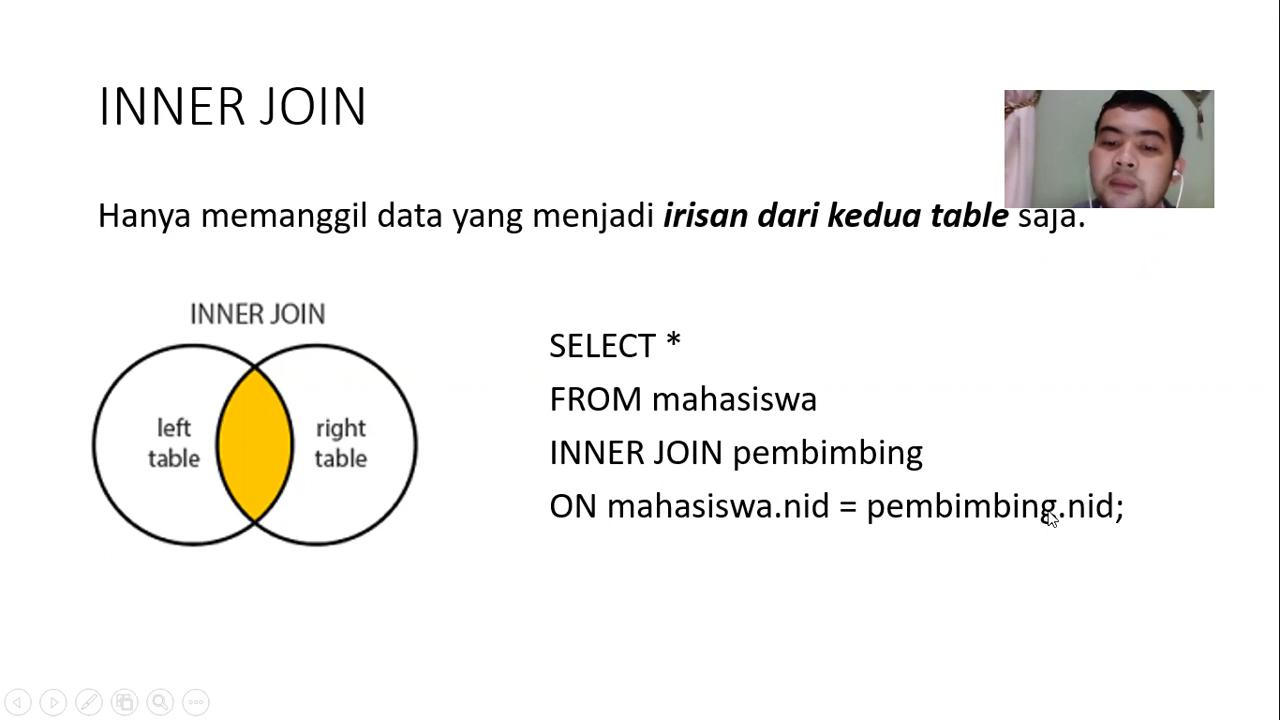 INNER JOIN
Hanya memanggil data yang menjadi irisan dari kedua table saja.
INNER JOIN
left
table
right
table
SELECT *
FROM mahasiswa
INNER JOIN pembimbing
ON mahasiswa.nid = pembimbing.nid;